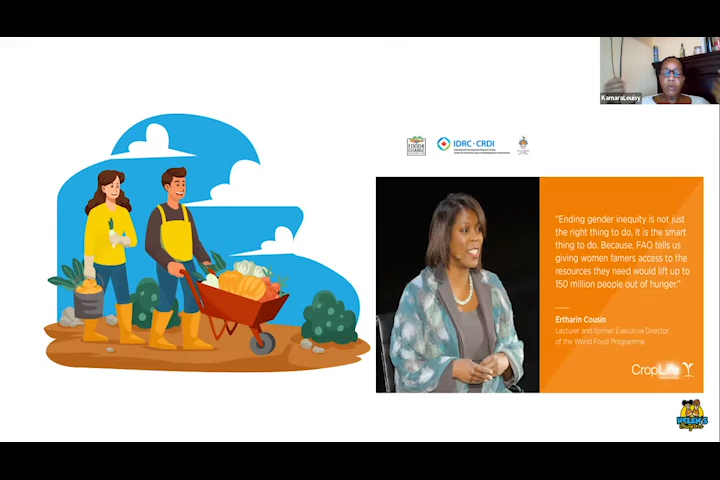 KamaraLouisy
IDRC · CRDI
"Ending gender inequity is not just
the right thing to do, it is the smart
thing to do. Because, FAO tells us
giving women famers access to the
resources they need would lift up to
150 million people out of hunger."
Ertharin Cousin
Lecturer and former Executive Director
of the World Food Programme
CropLife
HELEN'S